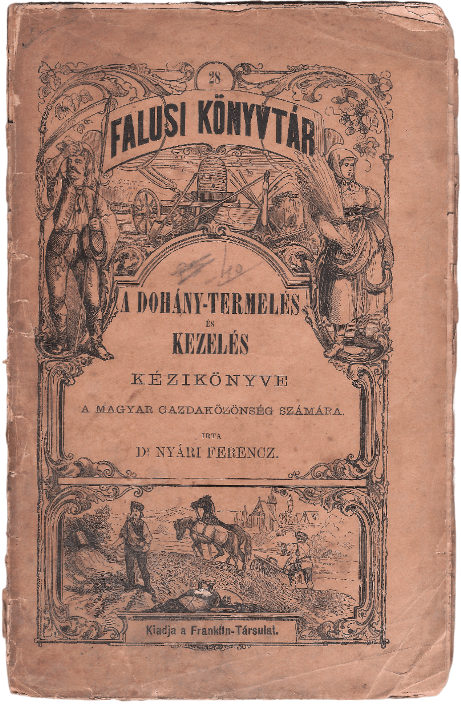 28
FALUSI KÖNYVTÁR
A DOHÁNY-TERMELÉS
ÉS
KEZELÉS
KÉZIKÖNYVE
A MAGYAR GAZDAKÖZÖNSÉG SZÁMÁRA.
IRTA
Dr NYÁRI FERENCZ.
Kiadja a Franklin-Társulat.